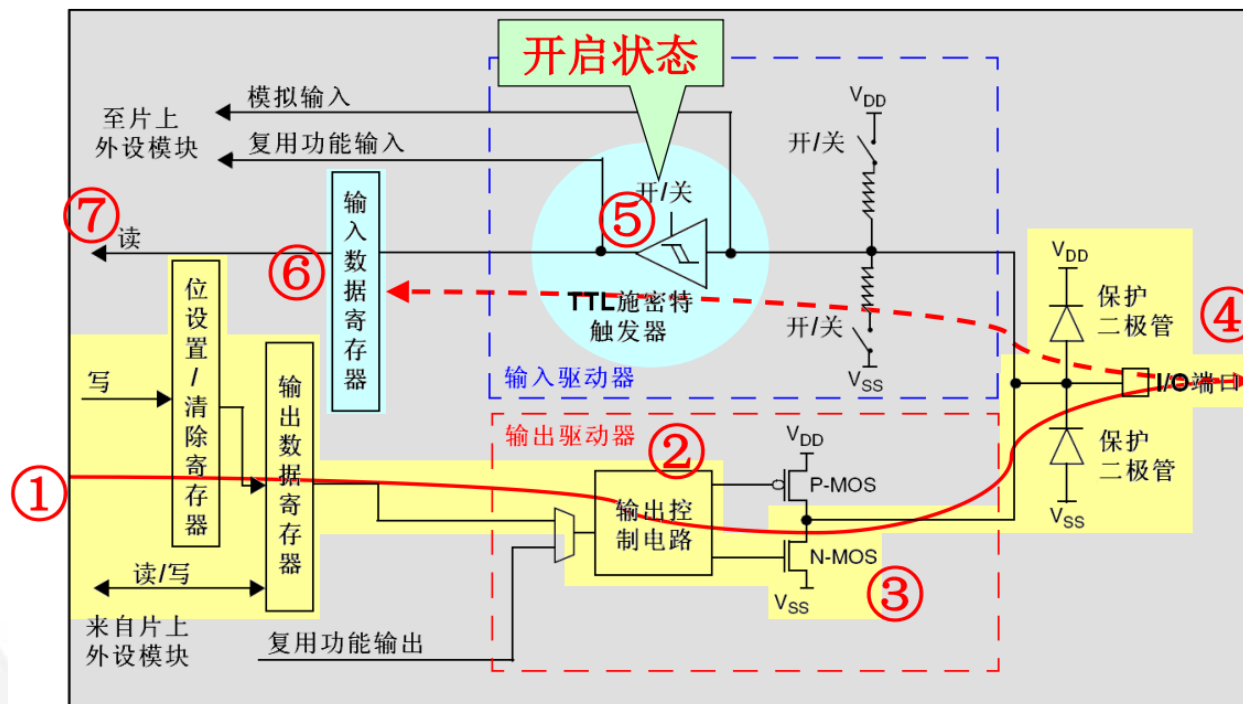 开启状态
模拟输入
至片上
外设模块
复用功能输入
开/关
VDD
开/关
⑦
读
⑥
输入数据寄存器
⑤
TTL施密特
触发器
开/关
VSS
输入驱动器
VDD
保护
二极管
④
I/O端口
保护
二极管
VSS
位设置/清除寄存器
写
输出数据寄存器
①
读/写
来自片上
外设模块
复用功能输出
输出驱动器
②
输出控
制电路
VDD
P-MOS
N-MOS
VSS
③